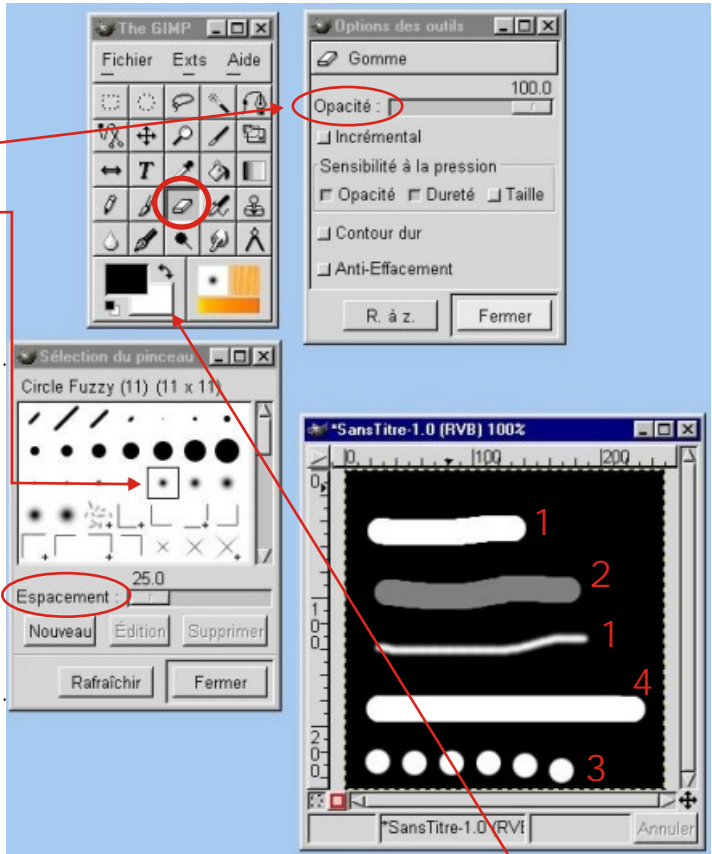 The GIMP
Fichier Exts Aide
Options des outils
Gomme
100.0
Opacité :
Incrémental
Sensibilité à la pression
Opacité Dureté Taille
Contour dur
Anti-Effacement
R. à z. Fermer
Sélection du pinceau
Circle Fuzzy (11) (11 x 11)
25.0
Espacement :
Nouveau Édition Supprimer
Rafraîchir Fermer
*SansTitre-1.0 (RVB) 100%
0 100 200
0
100
200
1
2
1
4
3
*SansTitre-1.0 (RVB
Annuler